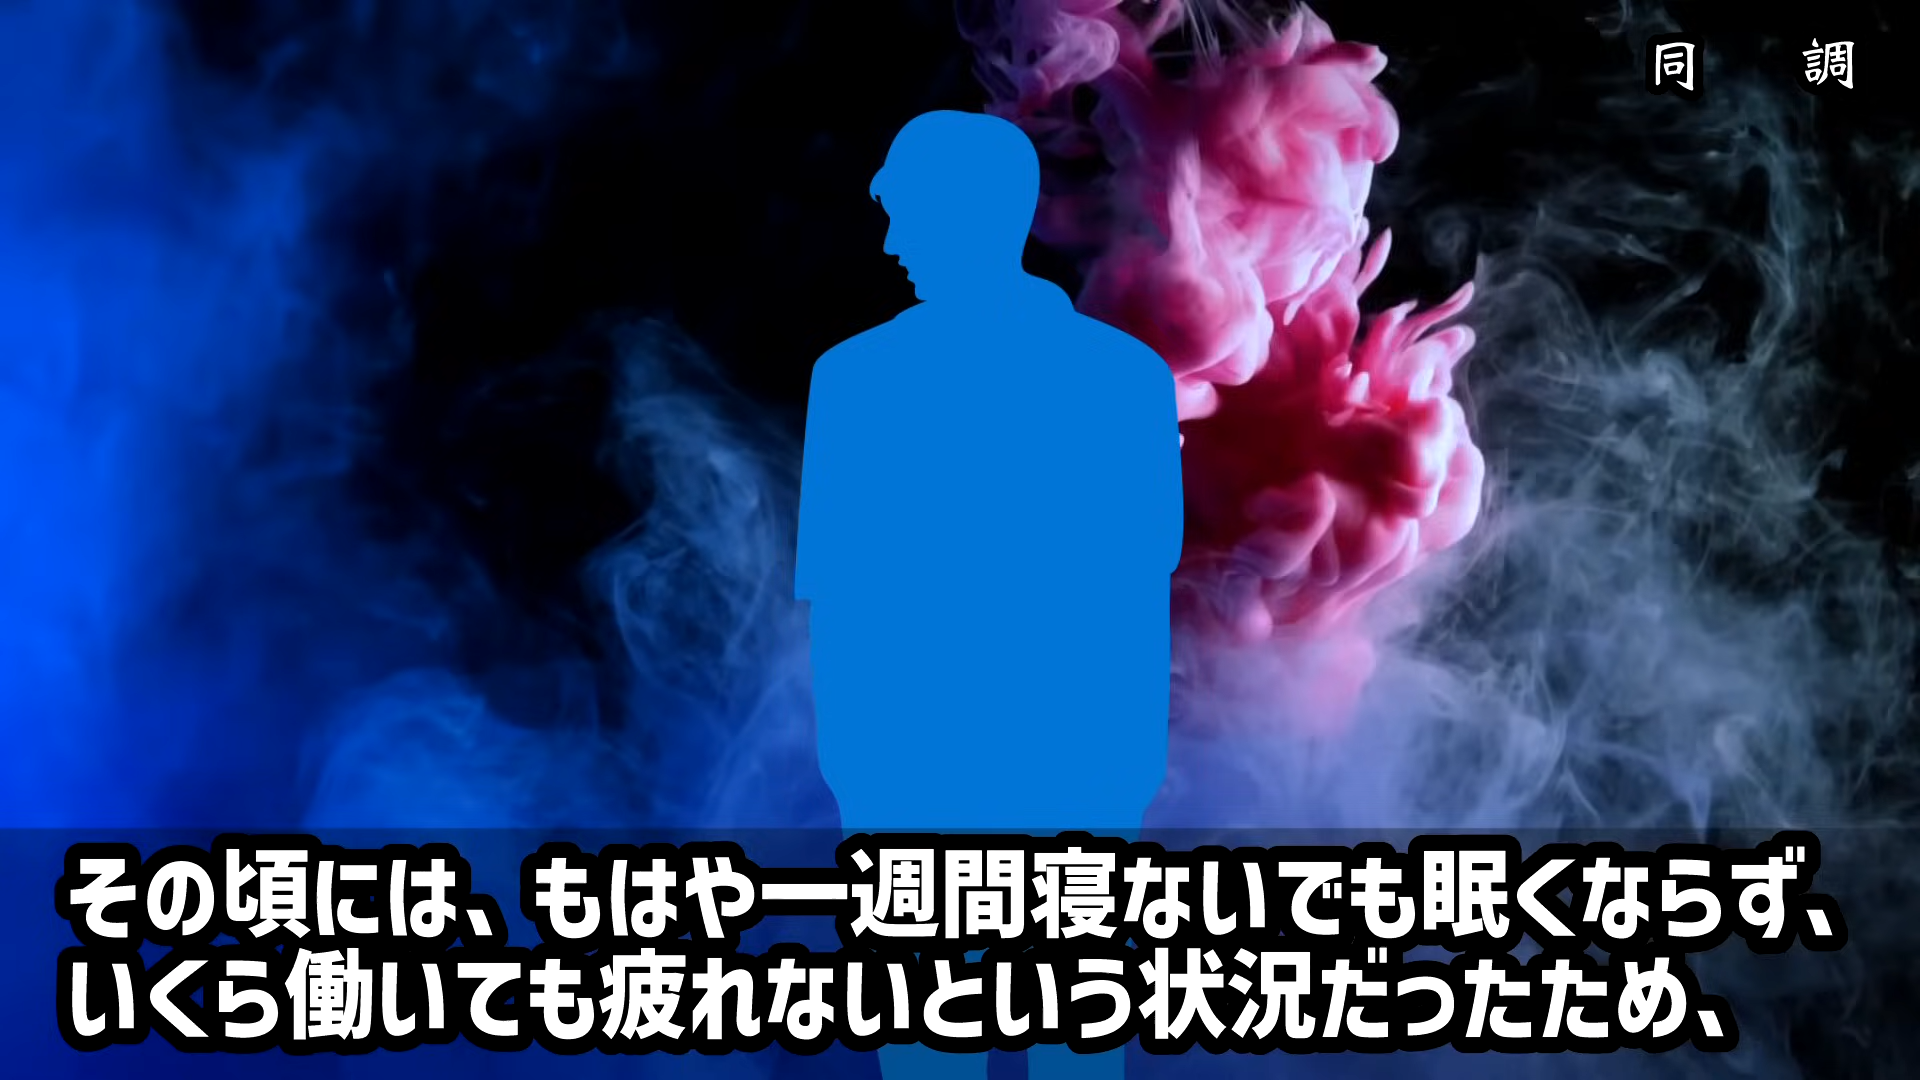 同 調
その頃には、もはや一週間寝ないでも眠くならず、
いくら働いても疲れないという状況だったため、